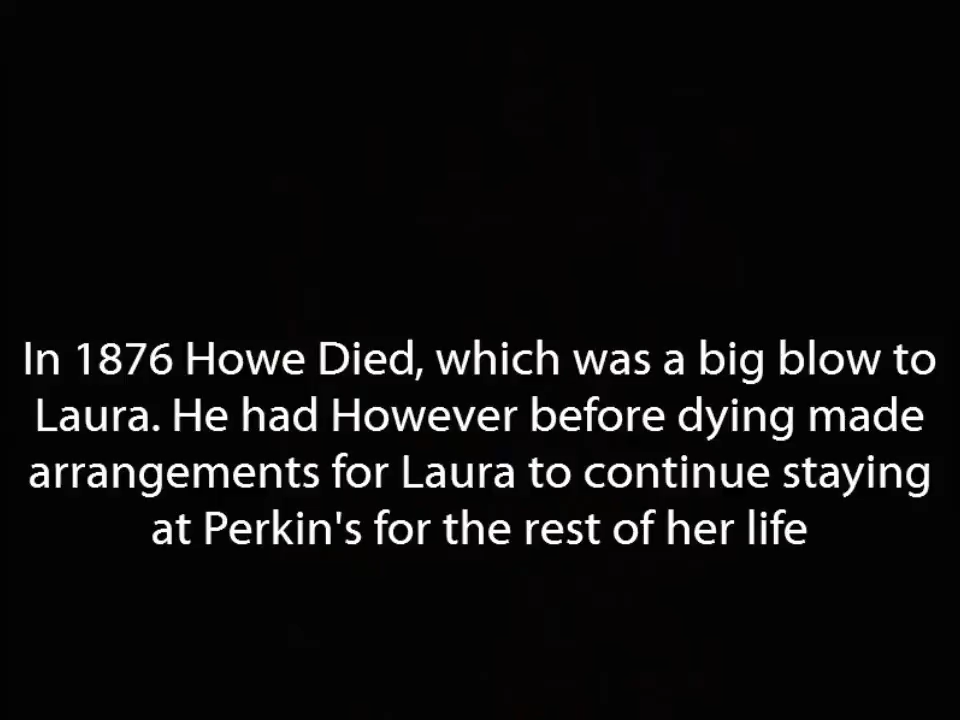 In 1876 Howe Died, which was a big blow to
Laura. He had However before dying made
arrangements for Laura to continue staying
at Perkin's for the rest of her life